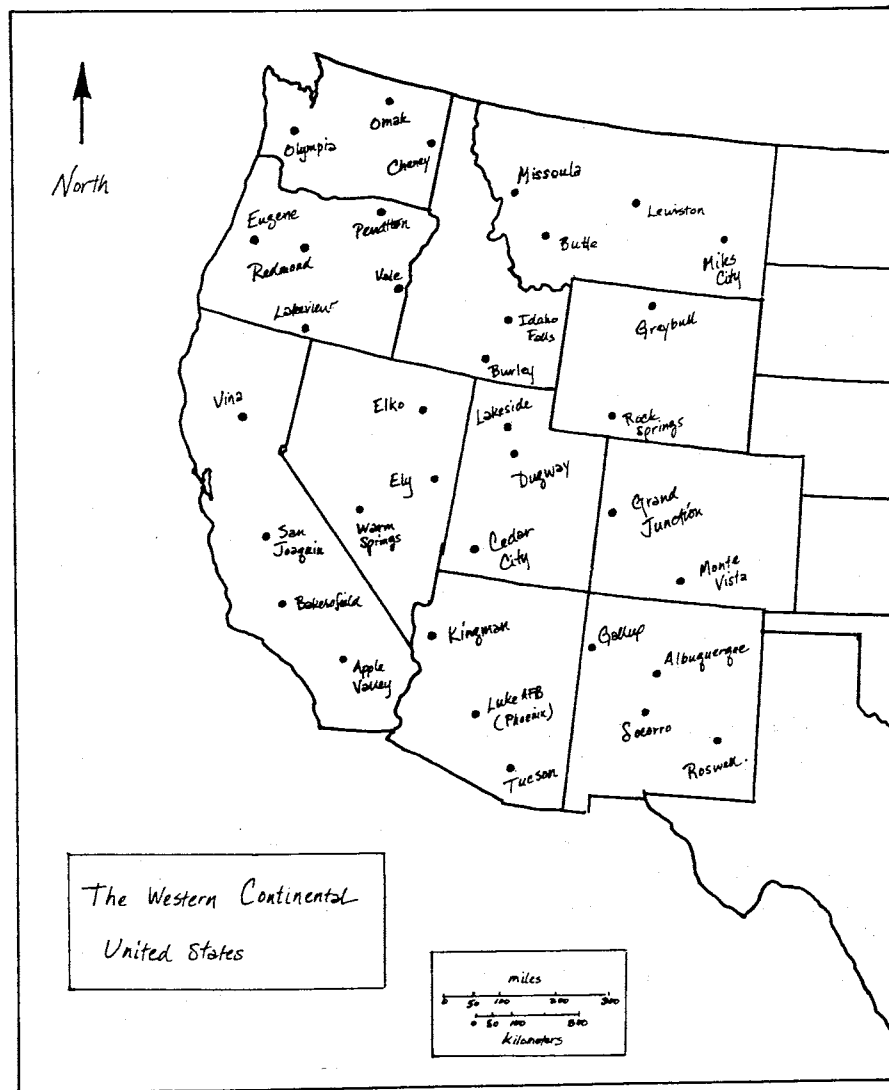 North
Omak
Olympia
Cheney
Missoula
Lewiston
Eugene
Pendlton
Butle
Redmond
Miles
City
Vale
Lakeview
Idaho
Falls
Greybull
Burley
Vina
Elko
Lakeside
Rock
Springs
Dugway
Ely
Grand
Junction
Warm
Springs
San
Joaquin
Cedar
City
Monte
Vista
Bakersfield
Kingman
Gallup
Albuquerque
Apple
Valley
Luke AFB
(Phoenix)
Socorro
Roswell.
Tucson
The Western Continental
United States
miles
0 50 100 200 300
0 50 100 300
kilometers